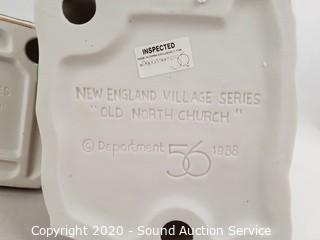 INSPECTED
NEW ENGLAND VILLAGE SERIES
"OLD NORTH CHURCH"
© Department 56 1988
Copyright 2020 - Sound Auction Service